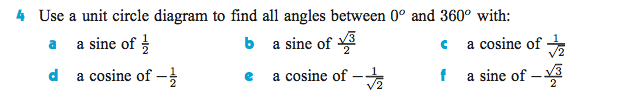 4 Use a unit circle diagram to find all angles between 0° and 360° with:
a a sine of 1/2 b a sine of √3/2 c a cosine of 1/√2
d a cosine of −1/2 e a cosine of −1/√2 f a sine of −√3/2